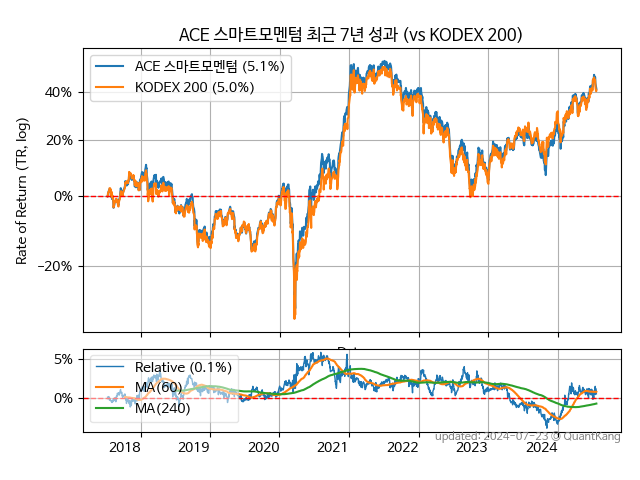 ACE 스마트모멘텀 최근 7년 성과 (vs KODEX 200)
Rate of Return (TR, log)
40%
20%
0%
−20%
ACE 스마트모멘텀 (5.1%)
KODEX 200 (5.0%)
5%
0%
Relative (0.1%)
MA(60)
MA(240)
2018 2019 2020 2021 2022 2023 2024
updated: 2024-07-23 © QuantKang